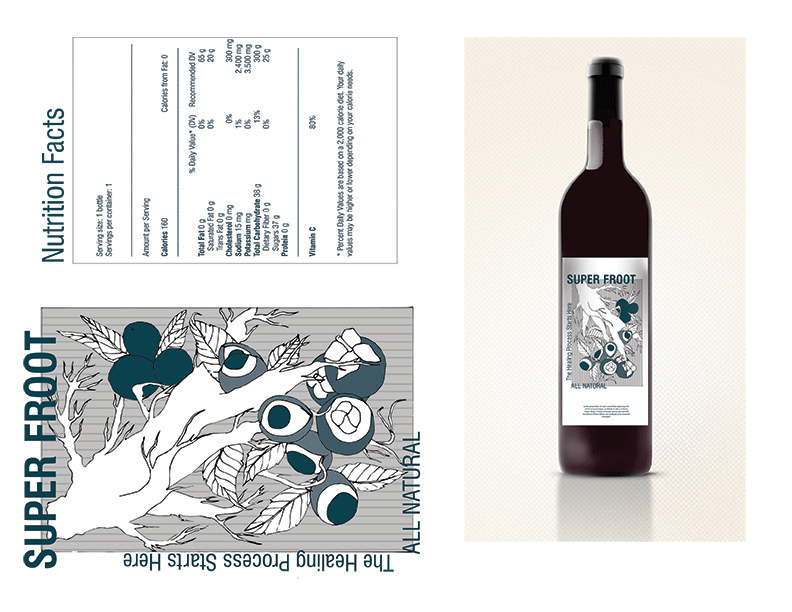 Nutrition Facts
Serving size: 1 bottle
Servings per container: 1
Amount per Serving
Calories 160 Calories from Fat: 0
% Daily Value* (DV) Recommended DV
Total Fat 0 g 0% 65 g
Saturated Fat 0 g 0% 20 g
Trans Fat 0 g
Cholesterol 0 mg 0% 300 mg
Sodium 15 mg 1% 2,400 mg
Potassium mg 0% 3,500 mg
Total Carbohydrate 38 g 13% 300 g
Dietary Fiber 0 g 0% 25 g
Sugars 37 g
Protein 0 g
Vitamin C 80%
* Percent Daily Values are based on a 2,000 calorie diet. Your daily
values may be higher or lower depending on your calorie needs.
SUPER FROOT
The Healing Process Starts Here
ALL NATURAL
SUPER FROOT
The Healing Process Starts Here
ALL NATURAL